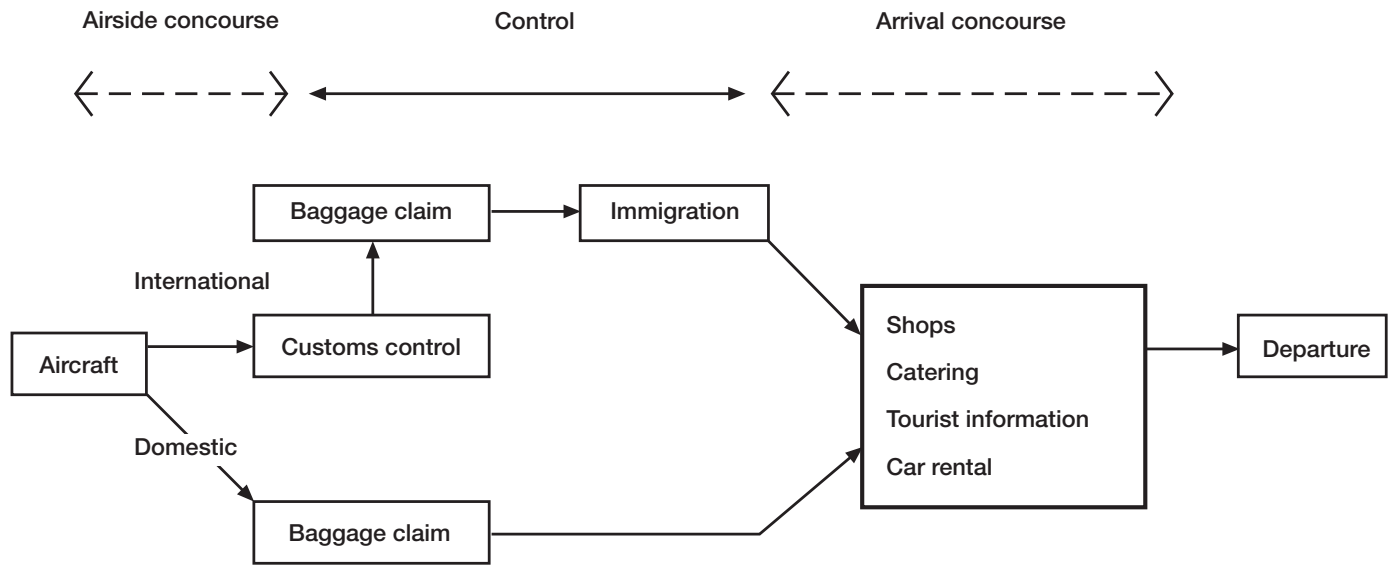 Airside concourse
Control
Arrival concourse
Baggage claim
Immigration
International
Customs control
Aircraft
Domestic
Baggage claim
Shops
Catering
Tourist information
Car rental
Departure